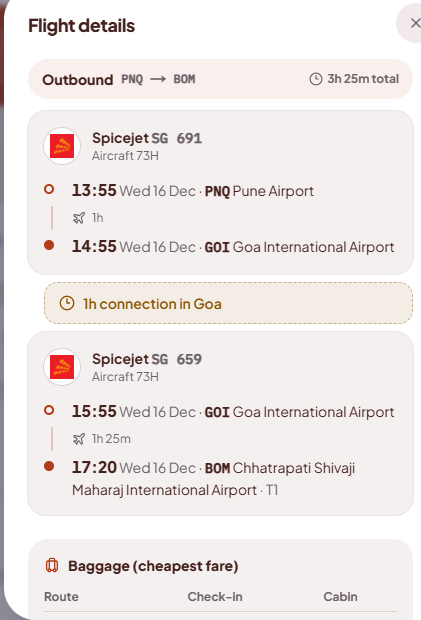 Flight details
Outbound PNQ → BOM 3h 25m total
Spicejet SG 691
Aircraft 73H
13:55 Wed 16 Dec · PNQ Pune Airport
1h
14:55 Wed 16 Dec · GOI Goa International Airport
1h connection in Goa
Spicejet SG 659
Aircraft 73H
15:55 Wed 16 Dec · GOI Goa International Airport
1h 25m
17:20 Wed 16 Dec · BOM Chhatrapati Shivaji
Maharaj International Airport · T1
Baggage (cheapest fare)
Route Check-in Cabin